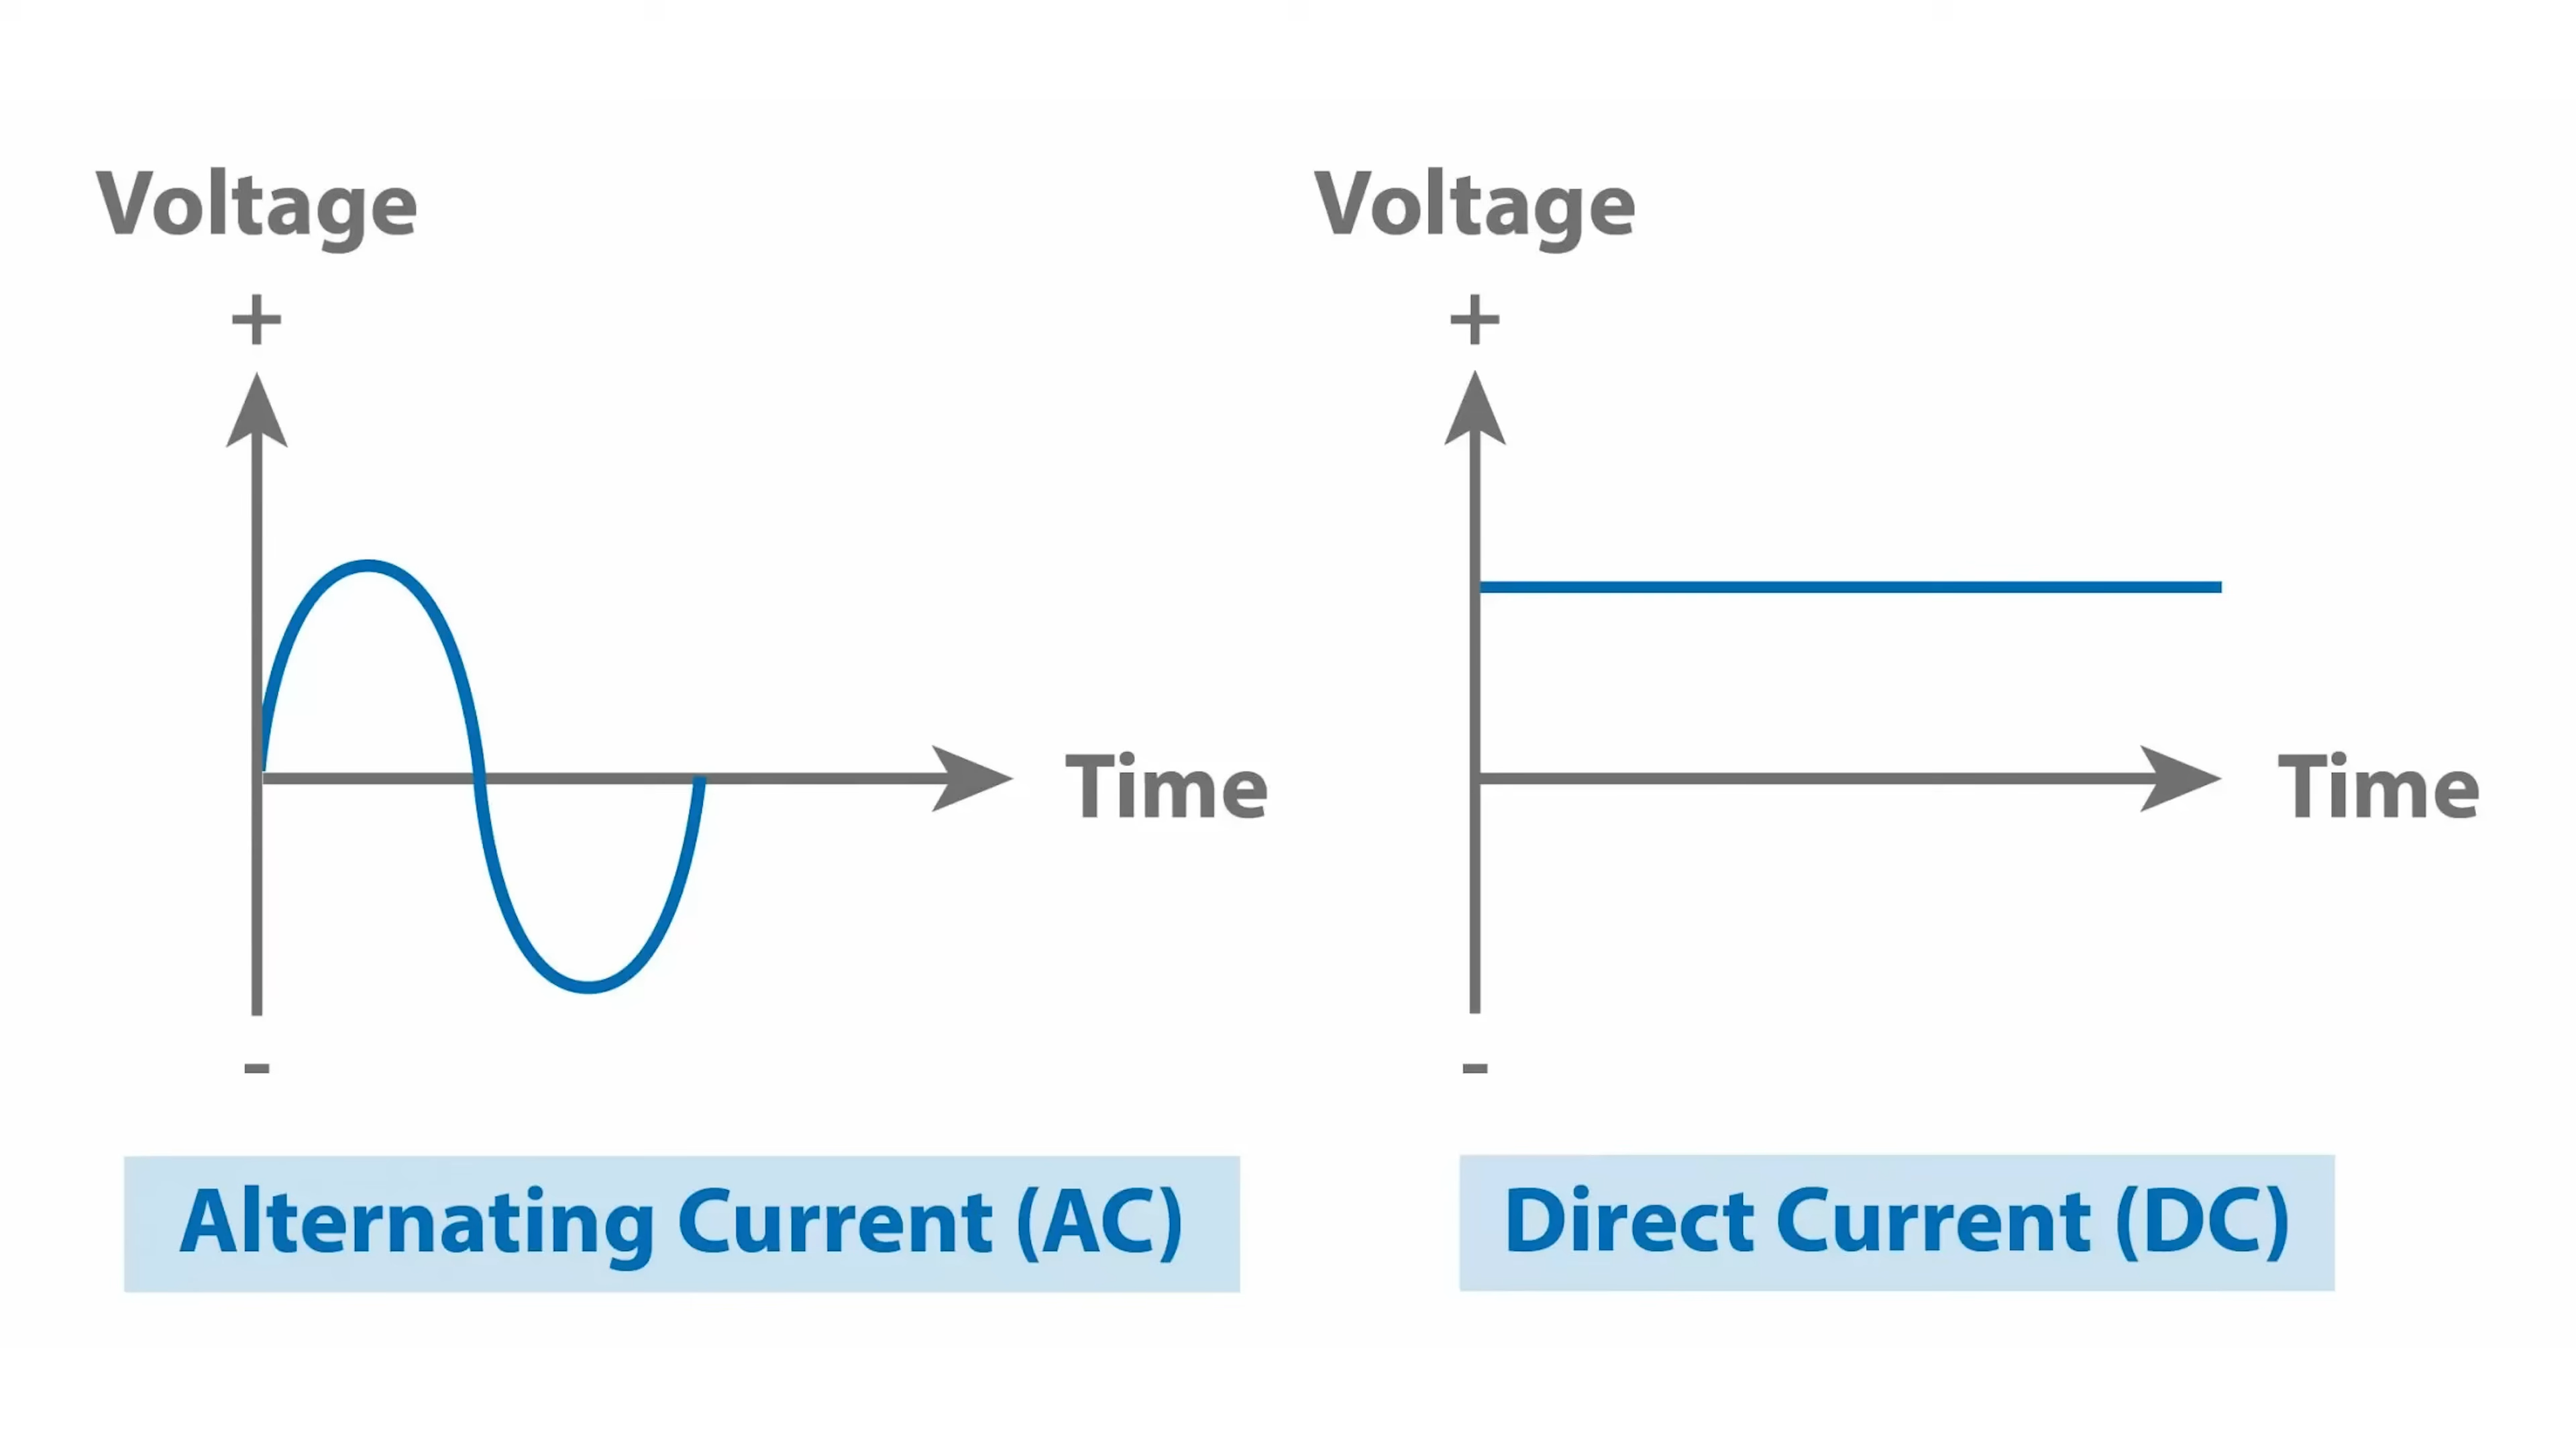 Voltage
+
Time
-
Alternating Current (AC)
Voltage
+
Time
-
Direct Current (DC)